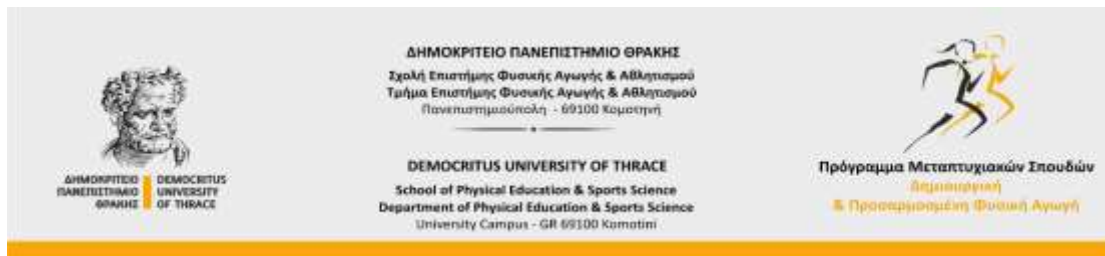 ΔΗΜΟΚΡΙΤΕΙΟ ΠΑΝΕΠΙΣΤΗΜΙΟ ΘΡΑΚΗΣ
Σχολή Επιστήμης Φυσικής Αγωγής & Αθλητισμού
Τμήμα Επιστήμης Φυσικής Αγωγής & Αθλητισμού
Πανεπιστημιούπολη - 69100 Κομοτηνή
DEMOCRITUS UNIVERSITY OF THRACE
School of Physical Education & Sports Science
Department of Physical Education & Sports Science
University Campus - GR 69100 Komotini
ΔΗΜΟΚΡΙΤΕΙΟ
ΠΑΝΕΠΙΣΤΗΜΙΟ
ΘΡΑΚΗΣ
DEMOCRITUS
UNIVERSITY
OF THRACE
Πρόγραμμα Μεταπτυχιακών Σπουδών
Δημιουργική
& Προσαρμοσμένη Φυσική Αγωγή